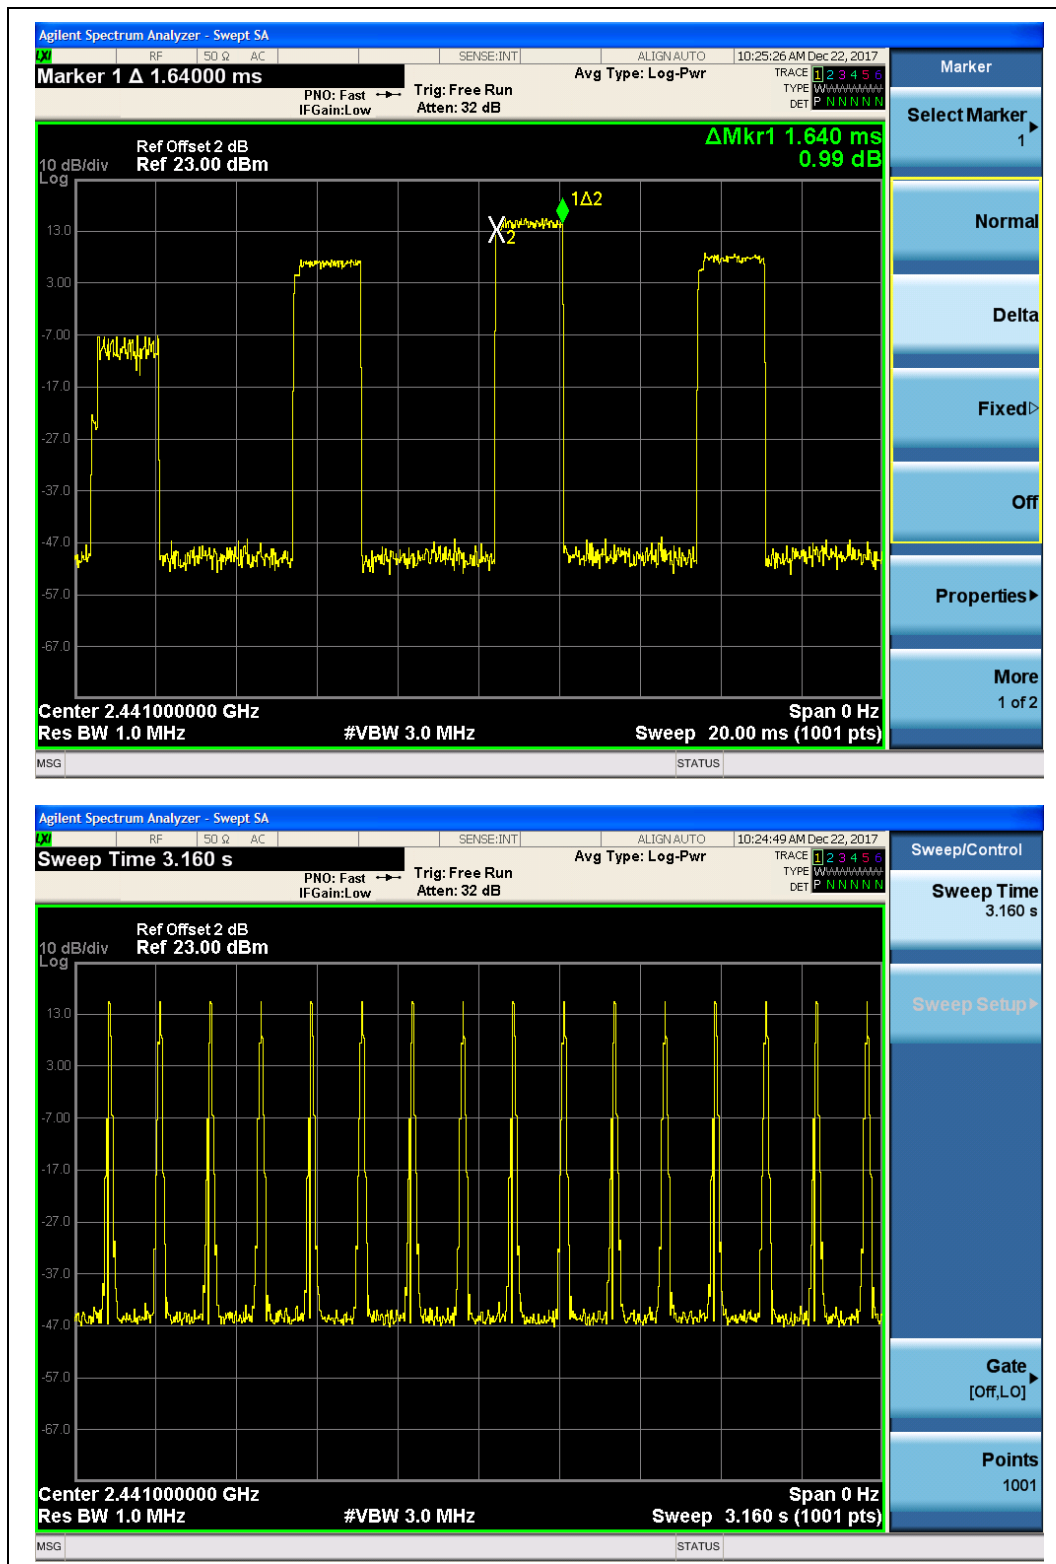 Agilent Spectrum Analyzer - Swept SA
LXI RF 50 Ω AC SENSE:INT ALIGN AUTO 10:25:26 AM Dec 22, 2017
Marker 1 Δ 1.64000 ms
PNO: Fast
IFGain:Low
Trig: Free Run
Atten: 32 dB
Avg Type: Log-Pwr
TRACE 1 2 3 4 5 6
TYPE
DET P N N N N N
ΔMkr1 1.640 ms
0.99 dB
Ref Offset 2 dB
10 dB/div Ref 23.00 dBm
Log
1Δ2
2
13.0
3.00
-7.00
-17.0
-27.0
-37.0
-47.0
-57.0
-67.0
Center 2.441000000 GHz Span 0 Hz
Res BW 1.0 MHz #VBW 3.0 MHz Sweep 20.00 ms (1001 pts)
MSG STATUS
Marker
Select Marker
1
Normal
Delta
Fixed
Off
Properties
More
1 of 2
Agilent Spectrum Analyzer - Swept SA
LXI RF 50 Ω AC SENSE:INT ALIGN AUTO 10:24:49 AM Dec 22, 2017
Sweep Time 3.160 s
PNO: Fast
IFGain:Low
Trig: Free Run
Atten: 32 dB
Avg Type: Log-Pwr
TRACE 1 2 3 4 5 6
TYPE
DET P N N N N N
Ref Offset 2 dB
10 dB/div Ref 23.00 dBm
Log
13.0
3.00
-7.00
-17.0
-27.0
-37.0
-47.0
-57.0
-67.0
Center 2.441000000 GHz Span 0 Hz
Res BW 1.0 MHz #VBW 3.0 MHz Sweep 3.160 s (1001 pts)
MSG STATUS
Sweep/Control
Sweep Time
3.160 s
Sweep Setup
Gate
[Off,LO]
Points
1001